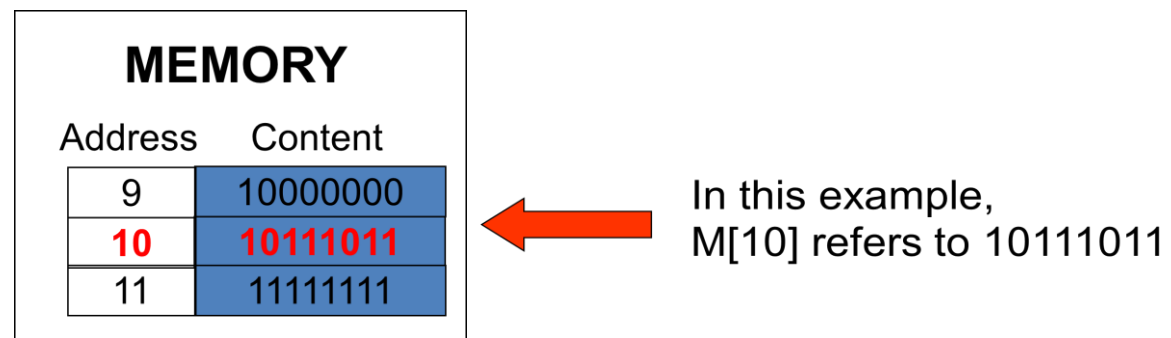 MEMORY
Address Content
9 10000000
10 10111011
11 11111111
In this example,
M[10] refers to 10111011